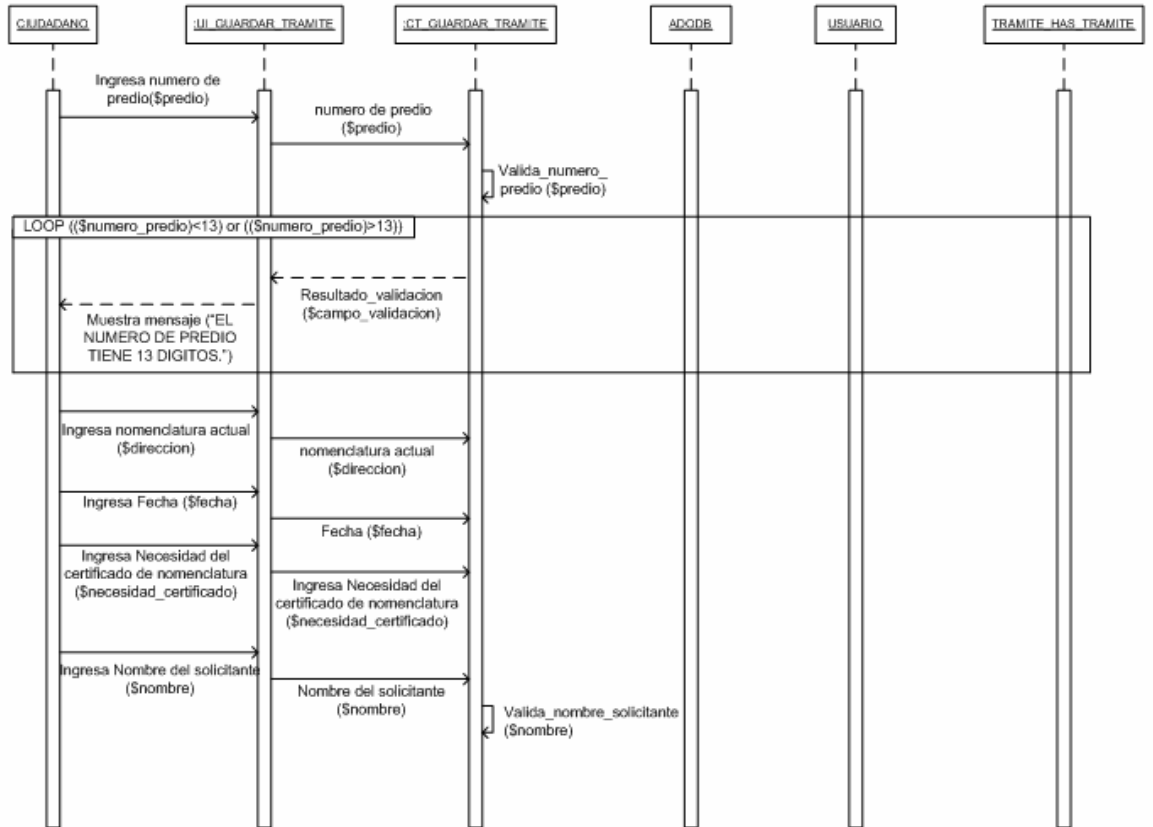 CIUDADANO
:UI_GUARDAR_TRAMITE
:CT_GUARDAR_TRAMITE
ADODB
USUARIO
TRAMITE_HAS_TRAMITE
Ingresa numero de
predio($predio)
numero de predio
($predio)
Valida_numero_
predio ($predio)
LOOP (($numero_predio)<13) or (($numero_predio)>13))
Resultado_validacion
($campo_validacion)
Muestra mensaje ("EL
NUMERO DE PREDIO
TIENE 13 DIGITOS.")
Ingresa nomenclatura actual
($direccion)
nomenclatura actual
($direccion)
Ingresa Fecha ($fecha)
Fecha ($fecha)
Ingresa Necesidad del
certificado de nomenclatura
($necesidad_certificado)
Ingresa Necesidad del
certificado de nomenclatura
($necesidad_certificado)
Ingresa Nombre del solicitante
($nombre)
Nombre del solicitante
($nombre)
Valida_nombre_solicitante
($nombre)